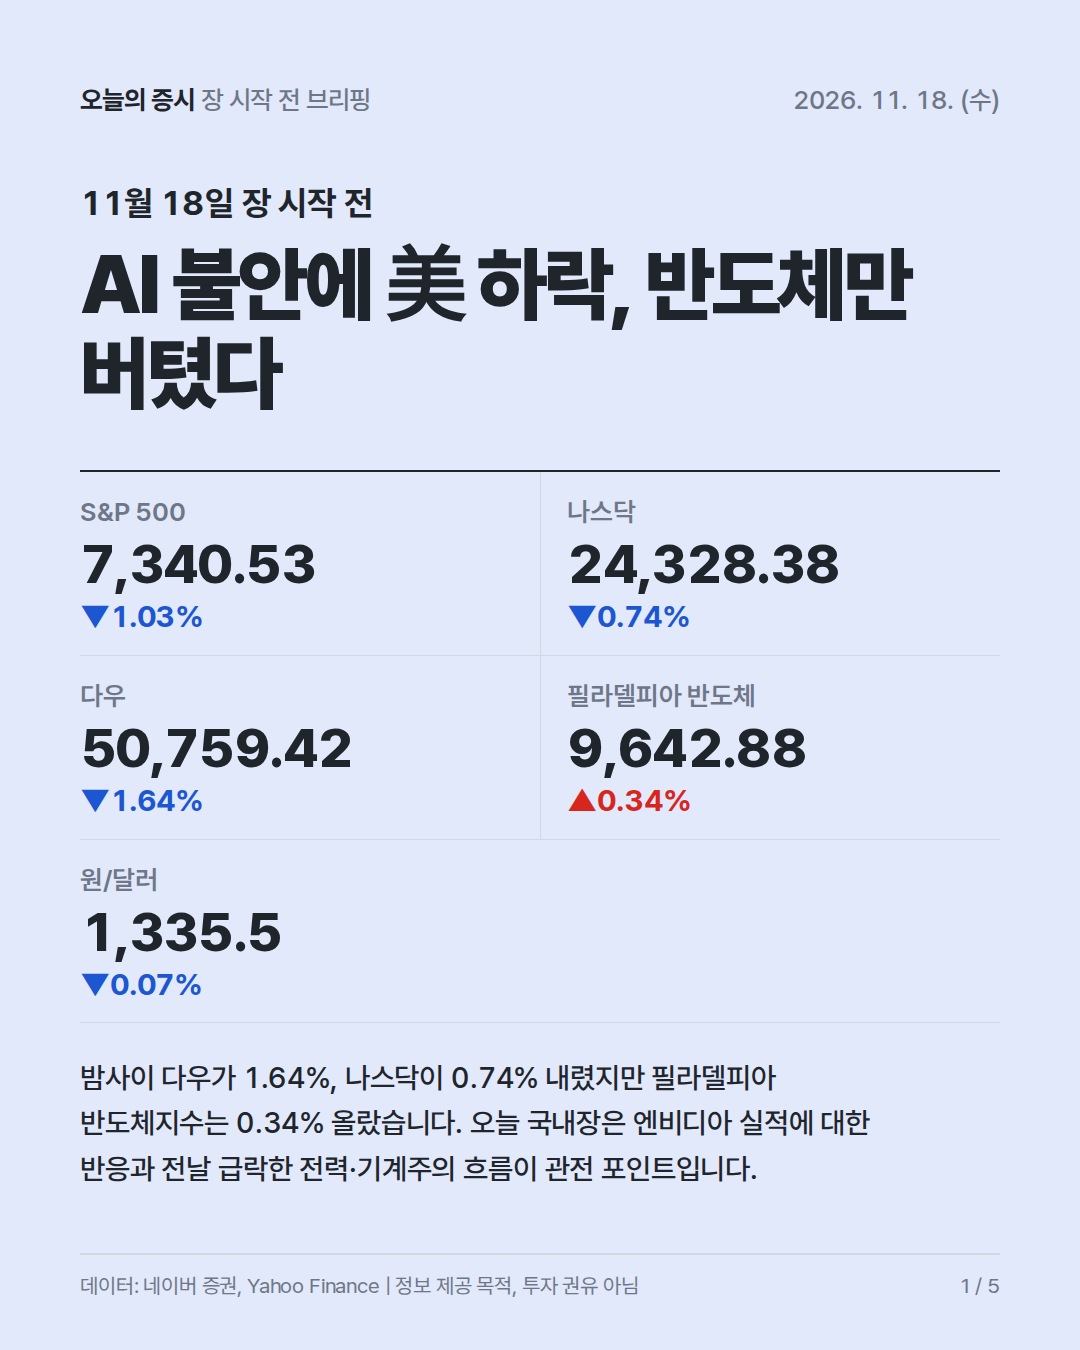 오늘의 증시 장 시작 전 브리핑
2026. 11. 18. (수)
11월 18일 장 시작 전
AI 불안에 美 하락, 반도체만
버텼다
S&P 500
7,340.53
▼1.03%
나스닥
24,328.38
▼0.74%
다우
50,759.42
▼1.64%
필라델피아 반도체
9,642.88
▲0.34%
원/달러
1,335.5
▼0.07%
밤사이 다우가 1.64%, 나스닥이 0.74% 내렸지만 필라델피아
반도체지수는 0.34% 올랐습니다. 오늘 국내장은 엔비디아 실적에 대한
반응과 전날 급락한 전력·기계주의 흐름이 관전 포인트입니다.
데이터: 네이버 증권, Yahoo Finance | 정보 제공 목적, 투자 권유 아님
1 / 5